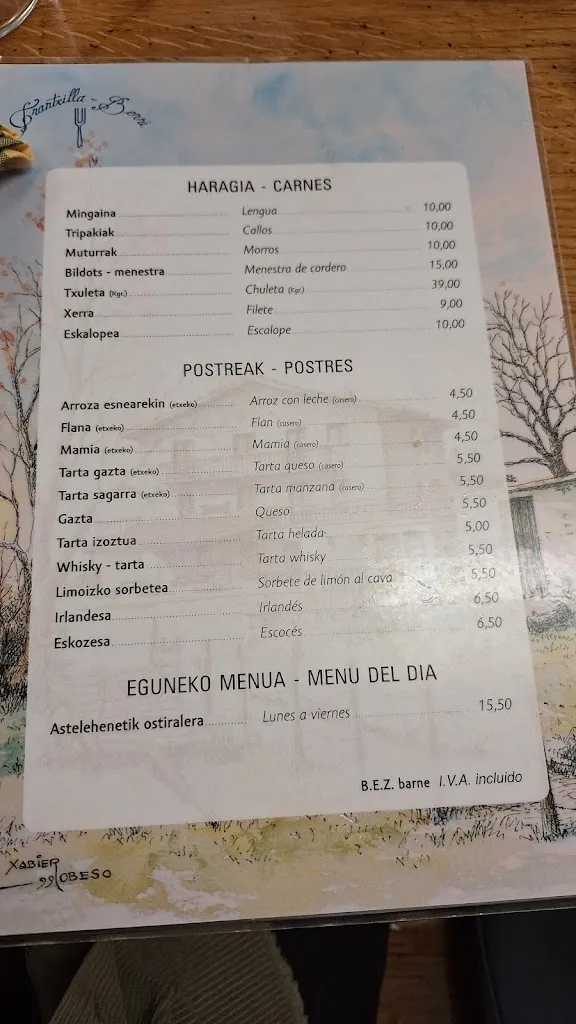 Frantxilla - Berri
HARAGIA - CARNES
Mingaina Lengua 10,00
Tripakiak Callos 10,00
Muturrak Morros 10,00
Bildots - menestra Menestra de cordero 15,00
Txuleta (Kgr.) Chuleta (Kgr.) 39,00
Xerra Filete 9,00
Eskalopea Escalope 10,00
POSTREAK - POSTRES
Arroza esnearekin (etxeko) Arroz con leche (casero) 4,50
Flana (etxeko) Flan (casero) 4,50
Mamia (etxeko) Mamia (casero) 4,50
Tarta gazta (etxeko) Tarta queso (casero) 5,50
Tarta sagarra (etxeko) Tarta manzana (casero) 5,50
Gazta Queso 5,50
Tarta izoztua Tarta helada 5,00
Whisky - tarta Tarta whisky 5,50
Limoizko sorbetea Sorbete de limón al cava 5,50
Irlandesa Irlandés 6,50
Eskozesa Escocés 6,50
EGUNEKO MENUA - MENU DEL DIA
Astelehenetik ostiralera Lunes a viernes 15,50
B.E.Z. barne I.V.A. incluido
XABIER
99 OBESO